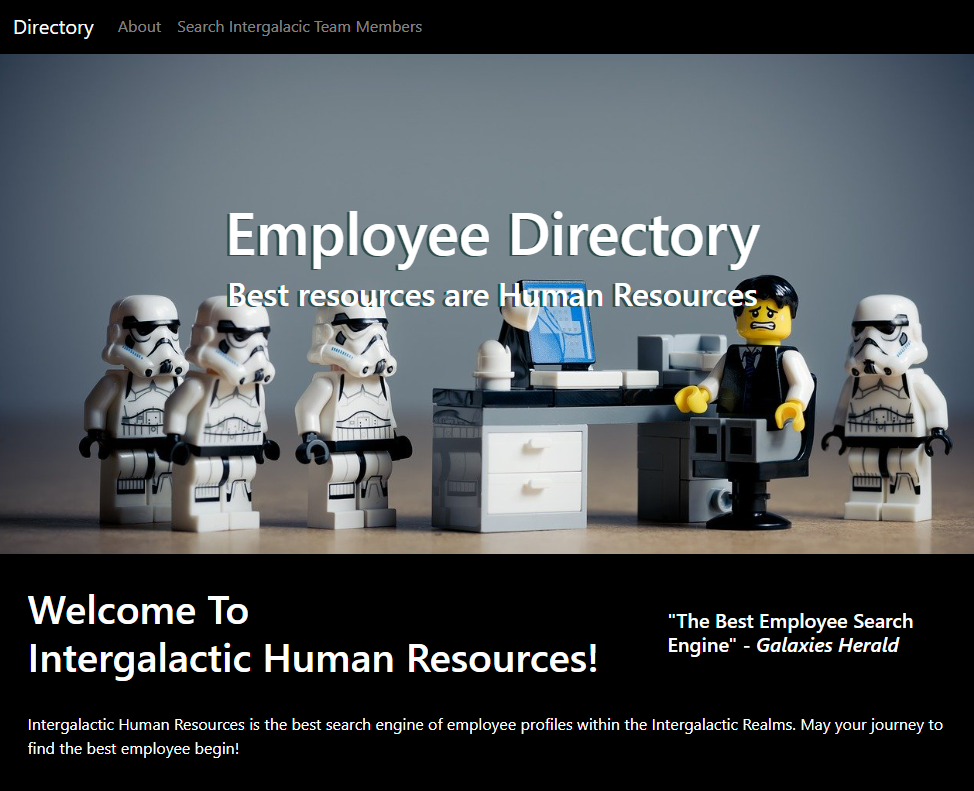 Directory About Search Intergalacic Team Members
Employee Directory
Best resources are Human Resources
Welcome To
Intergalactic Human Resources!
"The Best Employee Search
Engine" - Galaxies Herald
Intergalactic Human Resources is the best search engine of employee profiles within the Intergalactic Realms. May your journey to
find the best employee begin!